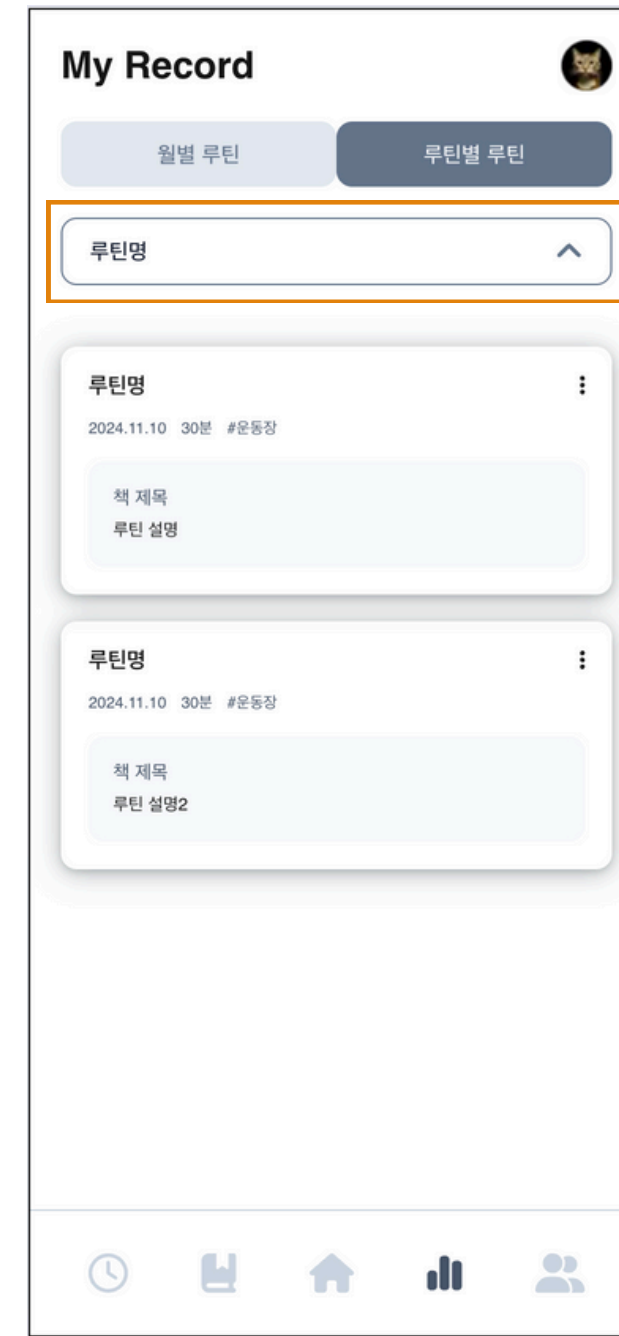 My Record
월별 루틴
루틴별 루틴
루틴명
루틴명
2024.11.10 30분 #운동장
책 제목
루틴 설명
루틴명
2024.11.10 30분 #운동장
책 제목
루틴 설명2